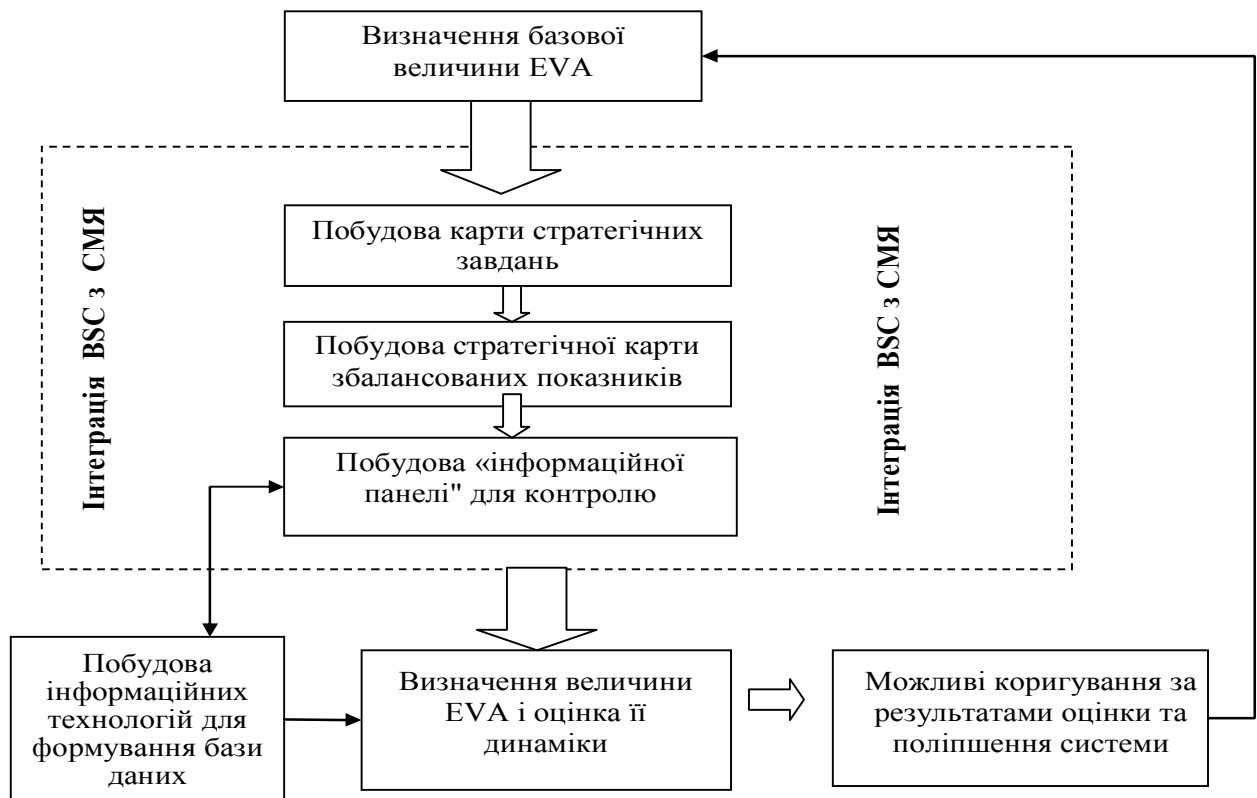 Визначення базової
величини EVA
Інтеграція BSC з СМЯ
Побудова карти стратегічних
завдань
Побудова стратегічної карти
збалансованих показників
Побудова «інформаційної
панелі" для контролю
Інтеграція BSC з СМЯ
Побудова
інформаційних
технологій для
формування бази
даних
Визначення величини
EVA і оцінка її
динаміки
Можливі коригування за
результатами оцінки та
поліпшення системи